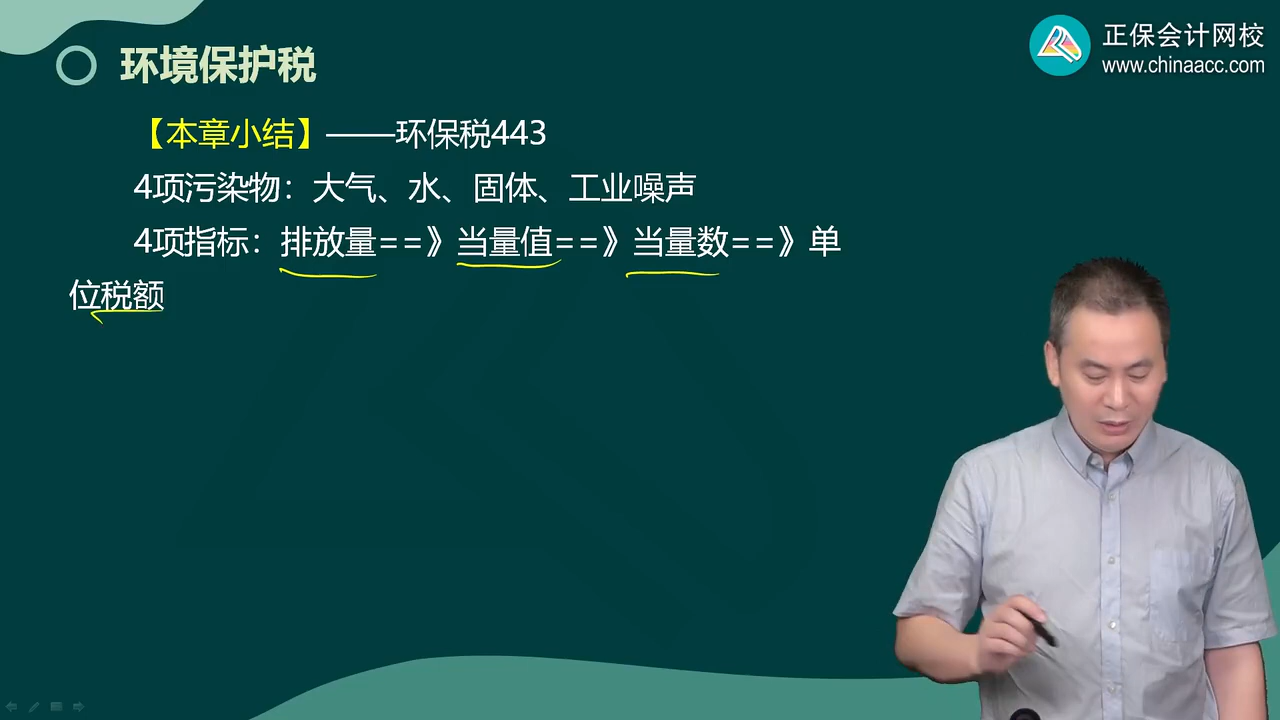 环境保护税
正保会计网校
www.chinaacc.com
【本章小结】——环保税443
4项污染物：大气、水、固体、工业噪声
4项指标：排放量==》当量值==》当量数==》单
位税额